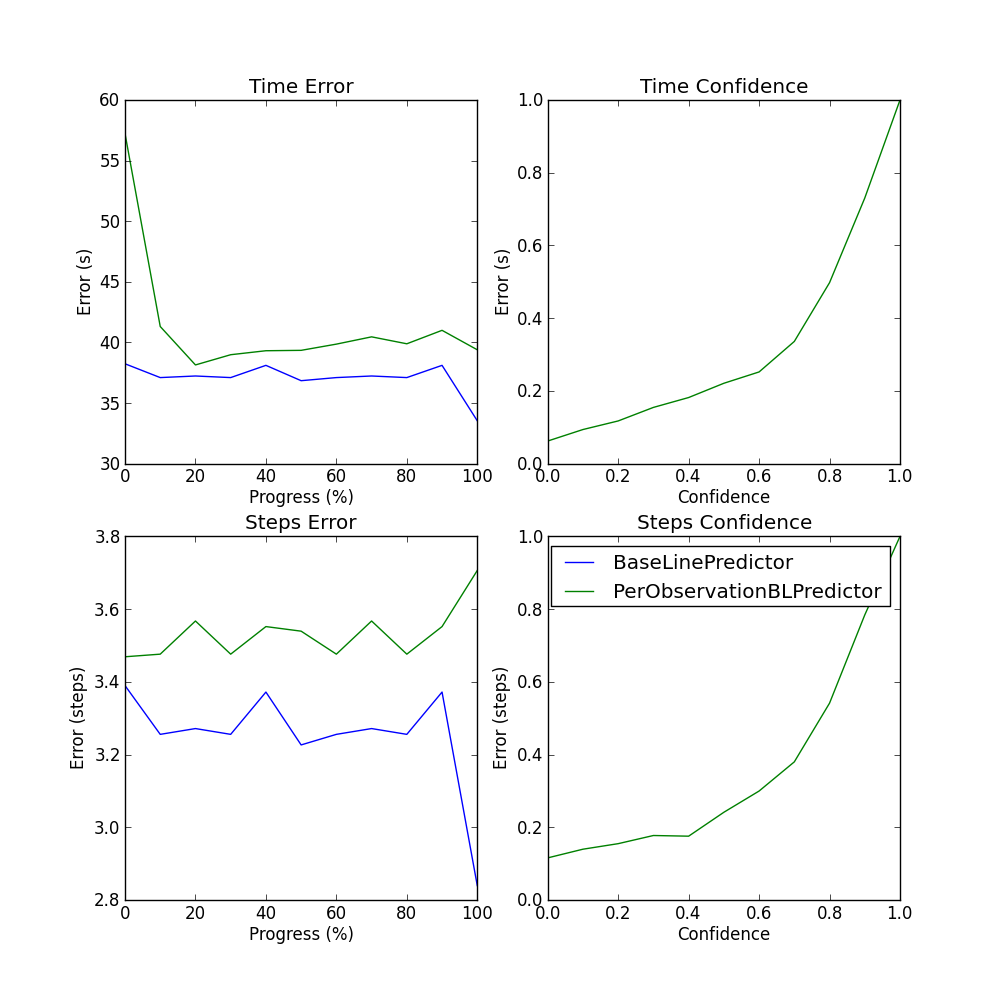 Time Error
60
55
50
45
40
35
30
Error (s)
0 20 40 60 80 100
Progress (%)
Time Confidence
1.0
0.8
0.6
0.4
0.2
0.0
Error (s)
0.0 0.2 0.4 0.6 0.8 1.0
Confidence
Steps Error
3.8
3.6
3.4
3.2
3.0
2.8
Error (steps)
0 20 40 60 80 100
Progress (%)
Steps Confidence
1.0
0.8
0.6
0.4
0.2
0.0
Error (steps)
BaseLinePredictor
PerObservationBLPredictor
0.0 0.2 0.4 0.6 0.8 1.0
Confidence